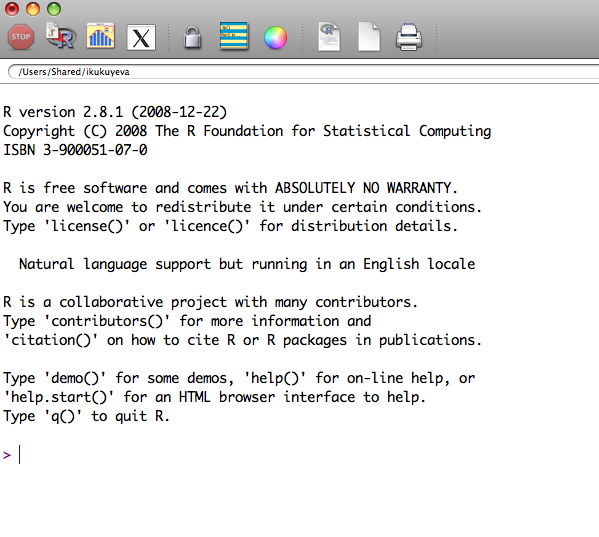 STOP
R
X
/Users/Shared/ikukuyeva
R version 2.8.1 (2008-12-22)
Copyright (C) 2008 The R Foundation for Statistical Computing
ISBN 3-900051-07-0
R is free software and comes with ABSOLUTELY NO WARRANTY.
You are welcome to redistribute it under certain conditions.
Type 'license()' or 'licence()' for distribution details.
  Natural language support but running in an English locale
R is a collaborative project with many contributors.
Type 'contributors()' for more information and
'citation()' on how to cite R or R packages in publications.
Type 'demo()' for some demos, 'help()' for on-line help, or
'help.start()' for an HTML browser interface to help.
Type 'q()' to quit R.
>